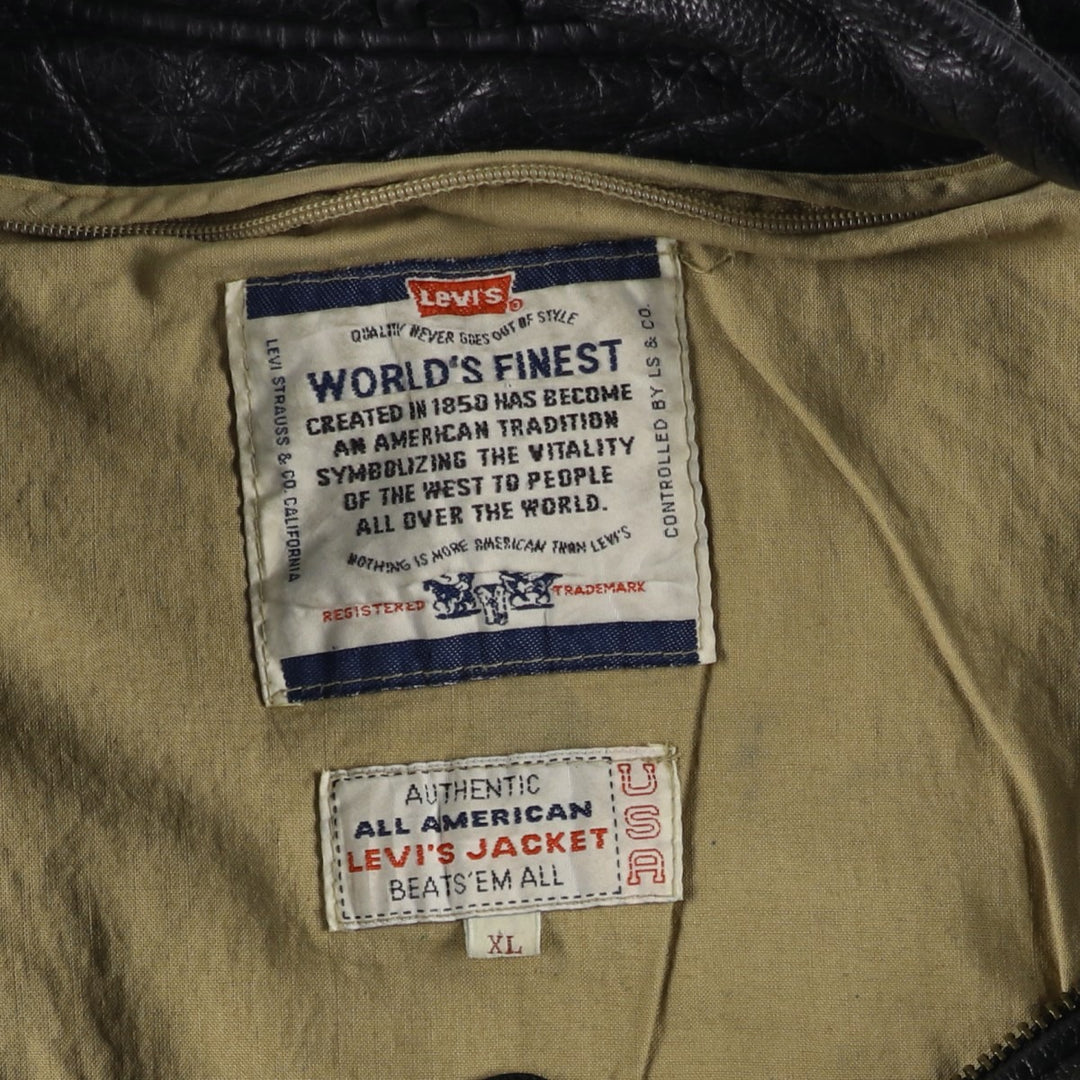 Levi's ®
QUALITY NEVER GOES OUT OF STYLE
WORLD'S FINEST
CREATED IN 1850 HAS BECOME
AN AMERICAN TRADITION
SYMBOLIZING THE VITALITY
OF THE WEST TO PEOPLE
ALL OVER THE WORLD.
NOTHING IS MORE AMERICAN THAN LEVI'S
REGISTERED TRADEMARK
LEVI STRAUSS & CO. CALIFORNIA
CONTROLLED BY LS & CO.
AUTHENTIC
ALL AMERICAN
LEVI'S JACKET
BEATS'EM ALL
USA
XL